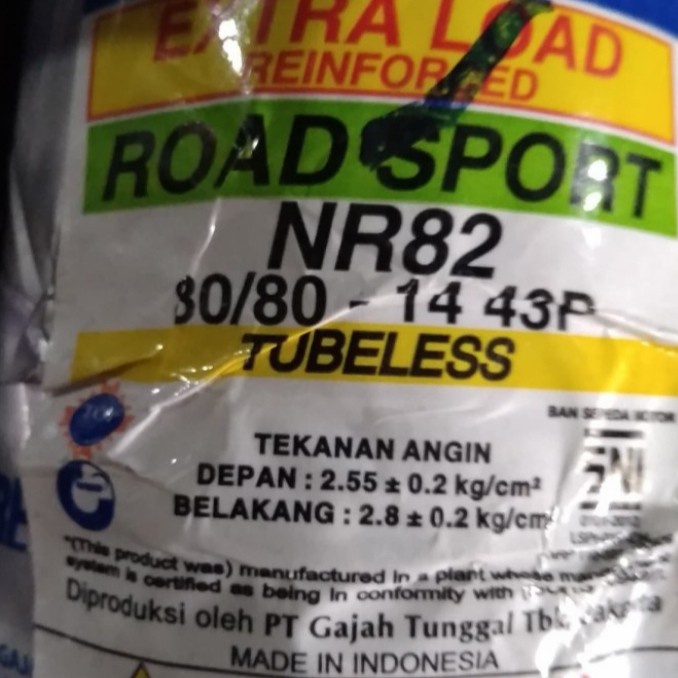 EXTRA LOAD
REINFORCED
ROAD SPORT
NR82
80/80 - 14 43P
TUBELESS
BAN SEPEDA MOTOR
SNI
TEKANAN ANGIN
DEPAN : 2.55 ± 0.2 kg/cm²
BELAKANG : 2.8 ± 0.2 kg/cm²
"(This product was) manufactured in a plant whose
system is certified as being in conformity with
Diproduksi oleh PT Gajah Tunggal Tbk, Jakarta
MADE IN INDONESIA